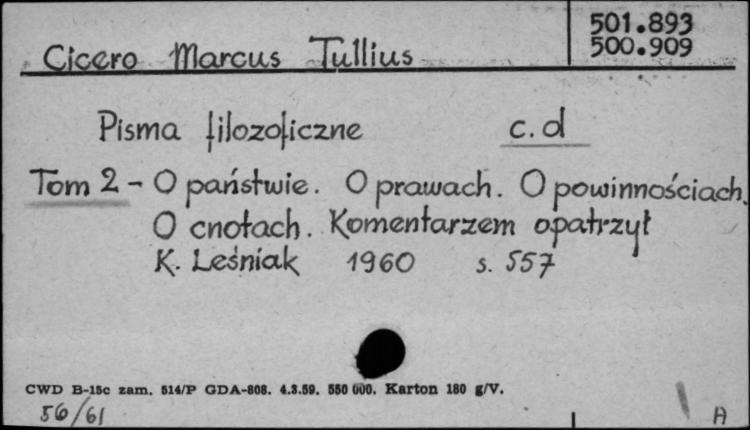 501.893
500.909
Cicero Marcus Tullius
Pisma filozoficzne c.d
Tom 2 - O państwie. O prawach. O powinnościach.
O cnotach. Komentarzem opatrzył
K. Leśniak 1960 s. 557
CWD B-15c zam. 514/P GDA-808. 4.3.59. 550 000. Karton 180 g/V.
56/61
A